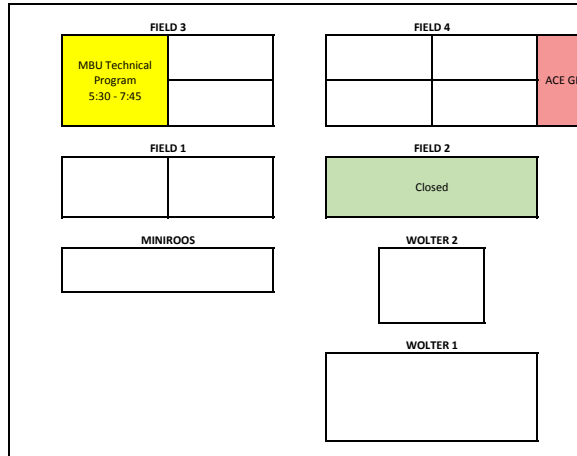 FIELD 3
FIELD 4
MBU Technical
Program
5:30 - 7:45
ACE
FIELD 1
FIELD 2
Closed
MINIROOS
WOLTER 2
WOLTER 1